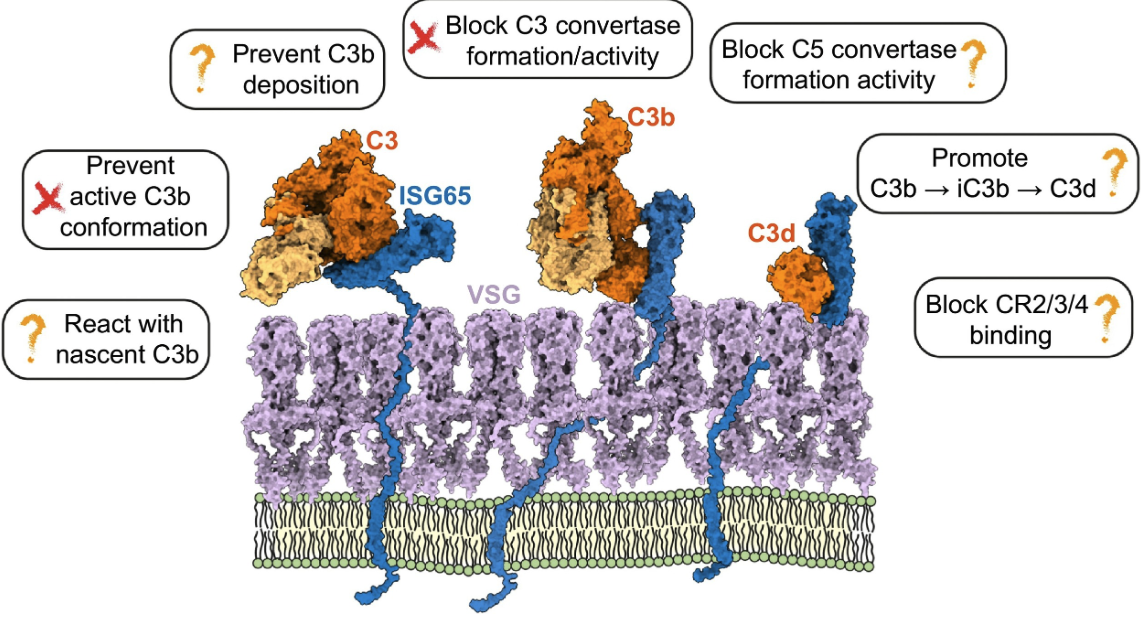 Block C3 convertase
formation/activity
? Prevent C3b
deposition
Block C5 convertase ?
formation activity
C3b
C3
Prevent
active C3b
conformation
Promote ?
C3b → iC3b → C3d
ISG65
C3d
VSG
? React with
nascent C3b
Block CR2/3/4 ?
binding